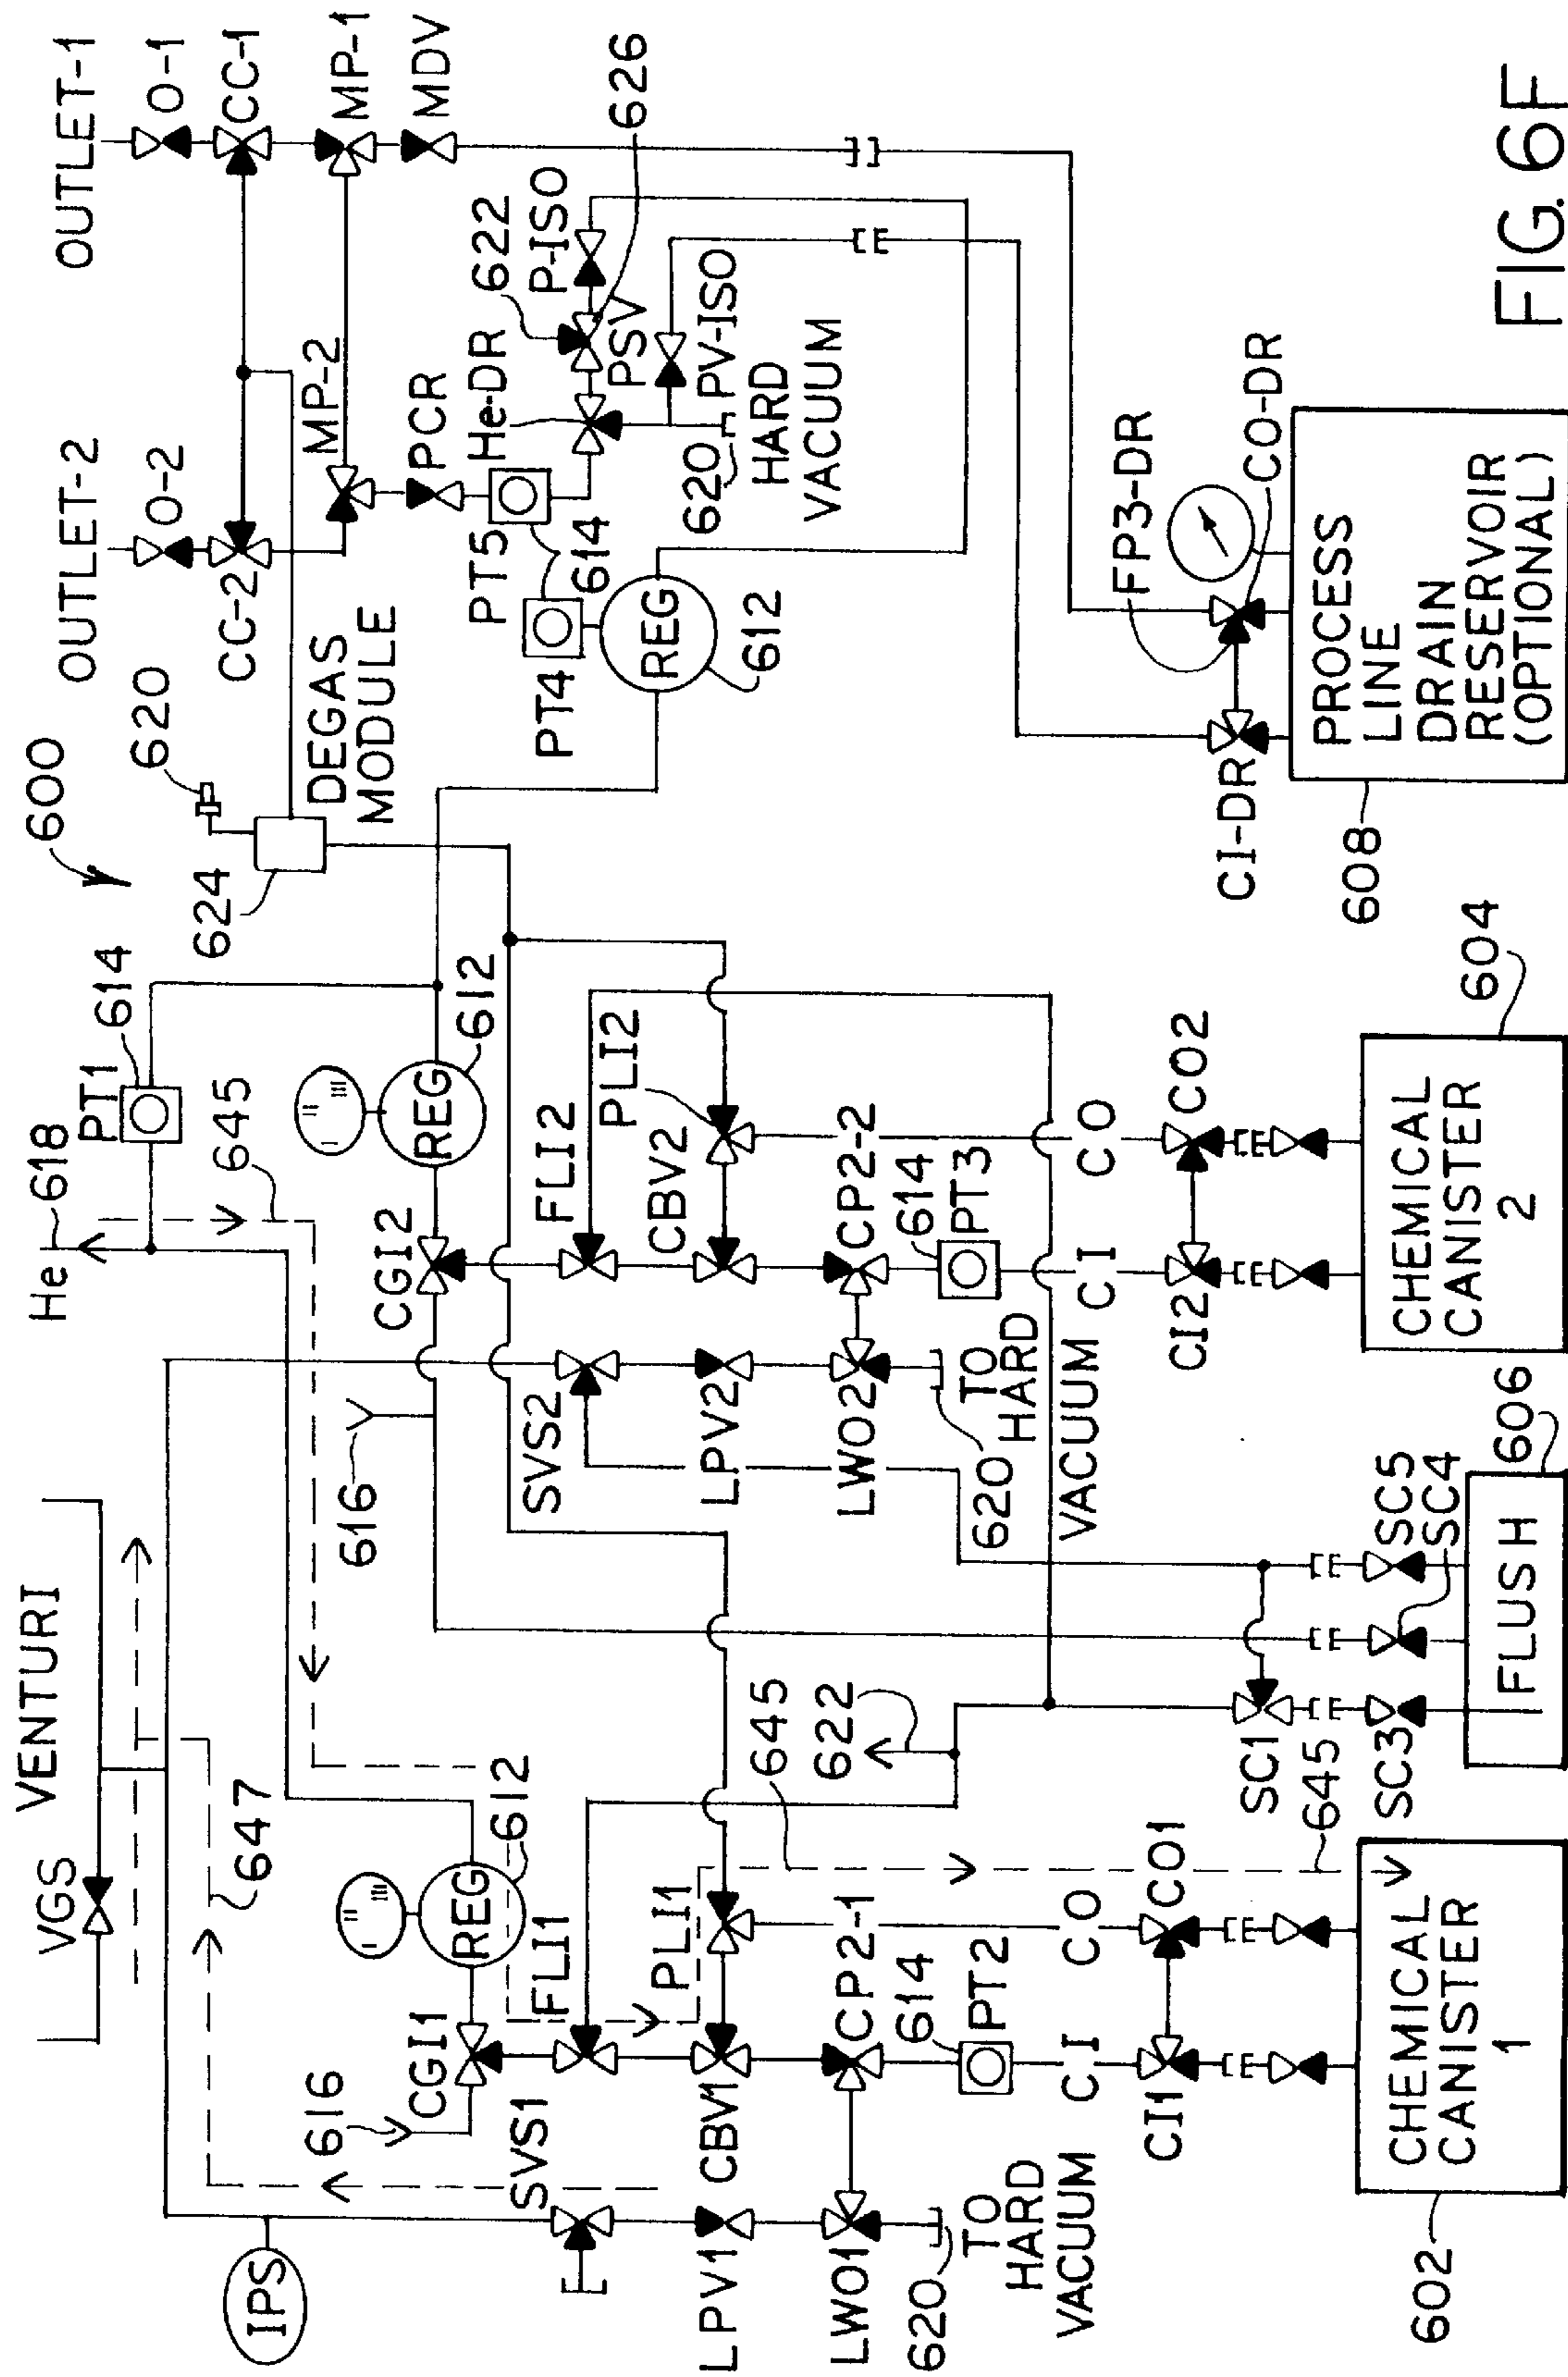 600
OUTLET-2
OUTLET-1
O-2
O-1
CC-2
CC-1
MP-2
MP-1
MDV
PCR
620
624
DEGAS
MODULE
PT5
614
PT4
REG
612
He-DR
622
P-ISO
PSV
626
PV-ISO
620
HARD
VACUUM
FP3-DR
CO-DR
CI-DR
608
PROCESS
LINE
DRAIN
RESERVOIR
(OPTIONAL)
VENTURI
VGS
647
IPS
He
618
PT1
614
645
616
CGI1
REG
612
FLI1
SVS1
PLI1
CBV1
LPV1
CP2-1
LWO1
614
PT2
620
TO
HARD
VACUUM
CI
CO
CI1
CO1
645
645
622
602
CHEMICAL
CANISTER
1
616
CGI2
REG
612
FLI2
SVS2
PLI2
CBV2
LPV2
CP2-2
LWO2
614
PT3
620
TO
HARD
VACUUM
CI
CO
CI2
CO2
SC1
SC3
SC5
SC4
606
FLUSH
604
CHEMICAL
CANISTER
2
FIG. 6F